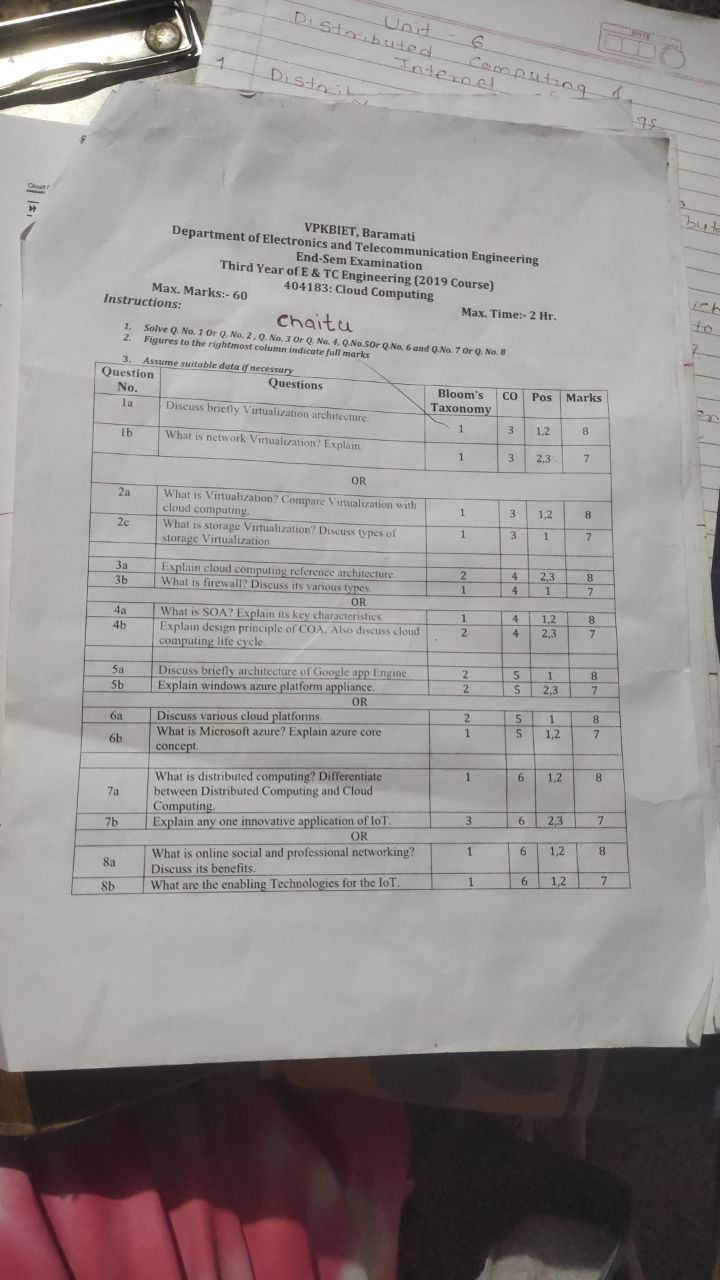 Unit - 6
Distributed Computing &
Internet
1 Distrib
gs
Cloud
VPKBIET, Baramati
Department of Electronics and Telecommunication Engineering
End-Sem Examination
Third Year of E & TC Engineering (2019 Course)
404183: Cloud Computing
Max. Marks:- 60 Max. Time:- 2 Hr.
Instructions:
Chaitu
1. Solve Q. No. 1 Or Q. No. 2 , Q. No. 3 Or Q. No. 4, Q.No.5Or Q.No. 6 and Q.No. 7 Or Q. No. 8
2. Figures to the rightmost column indicate full marks
3. Assume suitable data if necessary
Question No. Questions Bloom's Taxonomy CO Pos Marks
1a Discuss briefly Virtualization architecture. 1 3 1,2 8
1b What is network Virtualization? Explain. 1 3 2,3 7
OR
2a What is Virtualization? Compare Virtualization with
cloud computing. 1 3 1,2 8
2c What is storage Virtualization? Discuss types of
storage Virtualization 1 3 1 7
3a Explain cloud computing reference architecture. 2 4 2,3 8
3b What is firewall? Discuss its various types. 1 4 1 7
OR
4a What is SOA? Explain its key characteristics 1 4 1,2 8
4b Explain design principle of COA. Also discuss cloud
computing life cycle. 2 4 2,3 7
5a Discuss briefly architecture of Google app Engine. 2 5 1 8
5b Explain windows azure platform appliance. 2 5 2,3 7
OR
6a Discuss various cloud platforms. 2 5 1 8
6b What is Microsoft azure? Explain azure core
concept. 1 5 1,2 7
7a What is distributed computing? Differentiate
between Distributed Computing and Cloud
Computing. 1 6 1,2 8
7b Explain any one innovative application of IoT. 3 6 2,3 7
OR
8a What is online social and professional networking?
Discuss its benefits. 1 6 1,2 8
8b What are the enabling Technologies for the IoT. 1 6 1,2 7